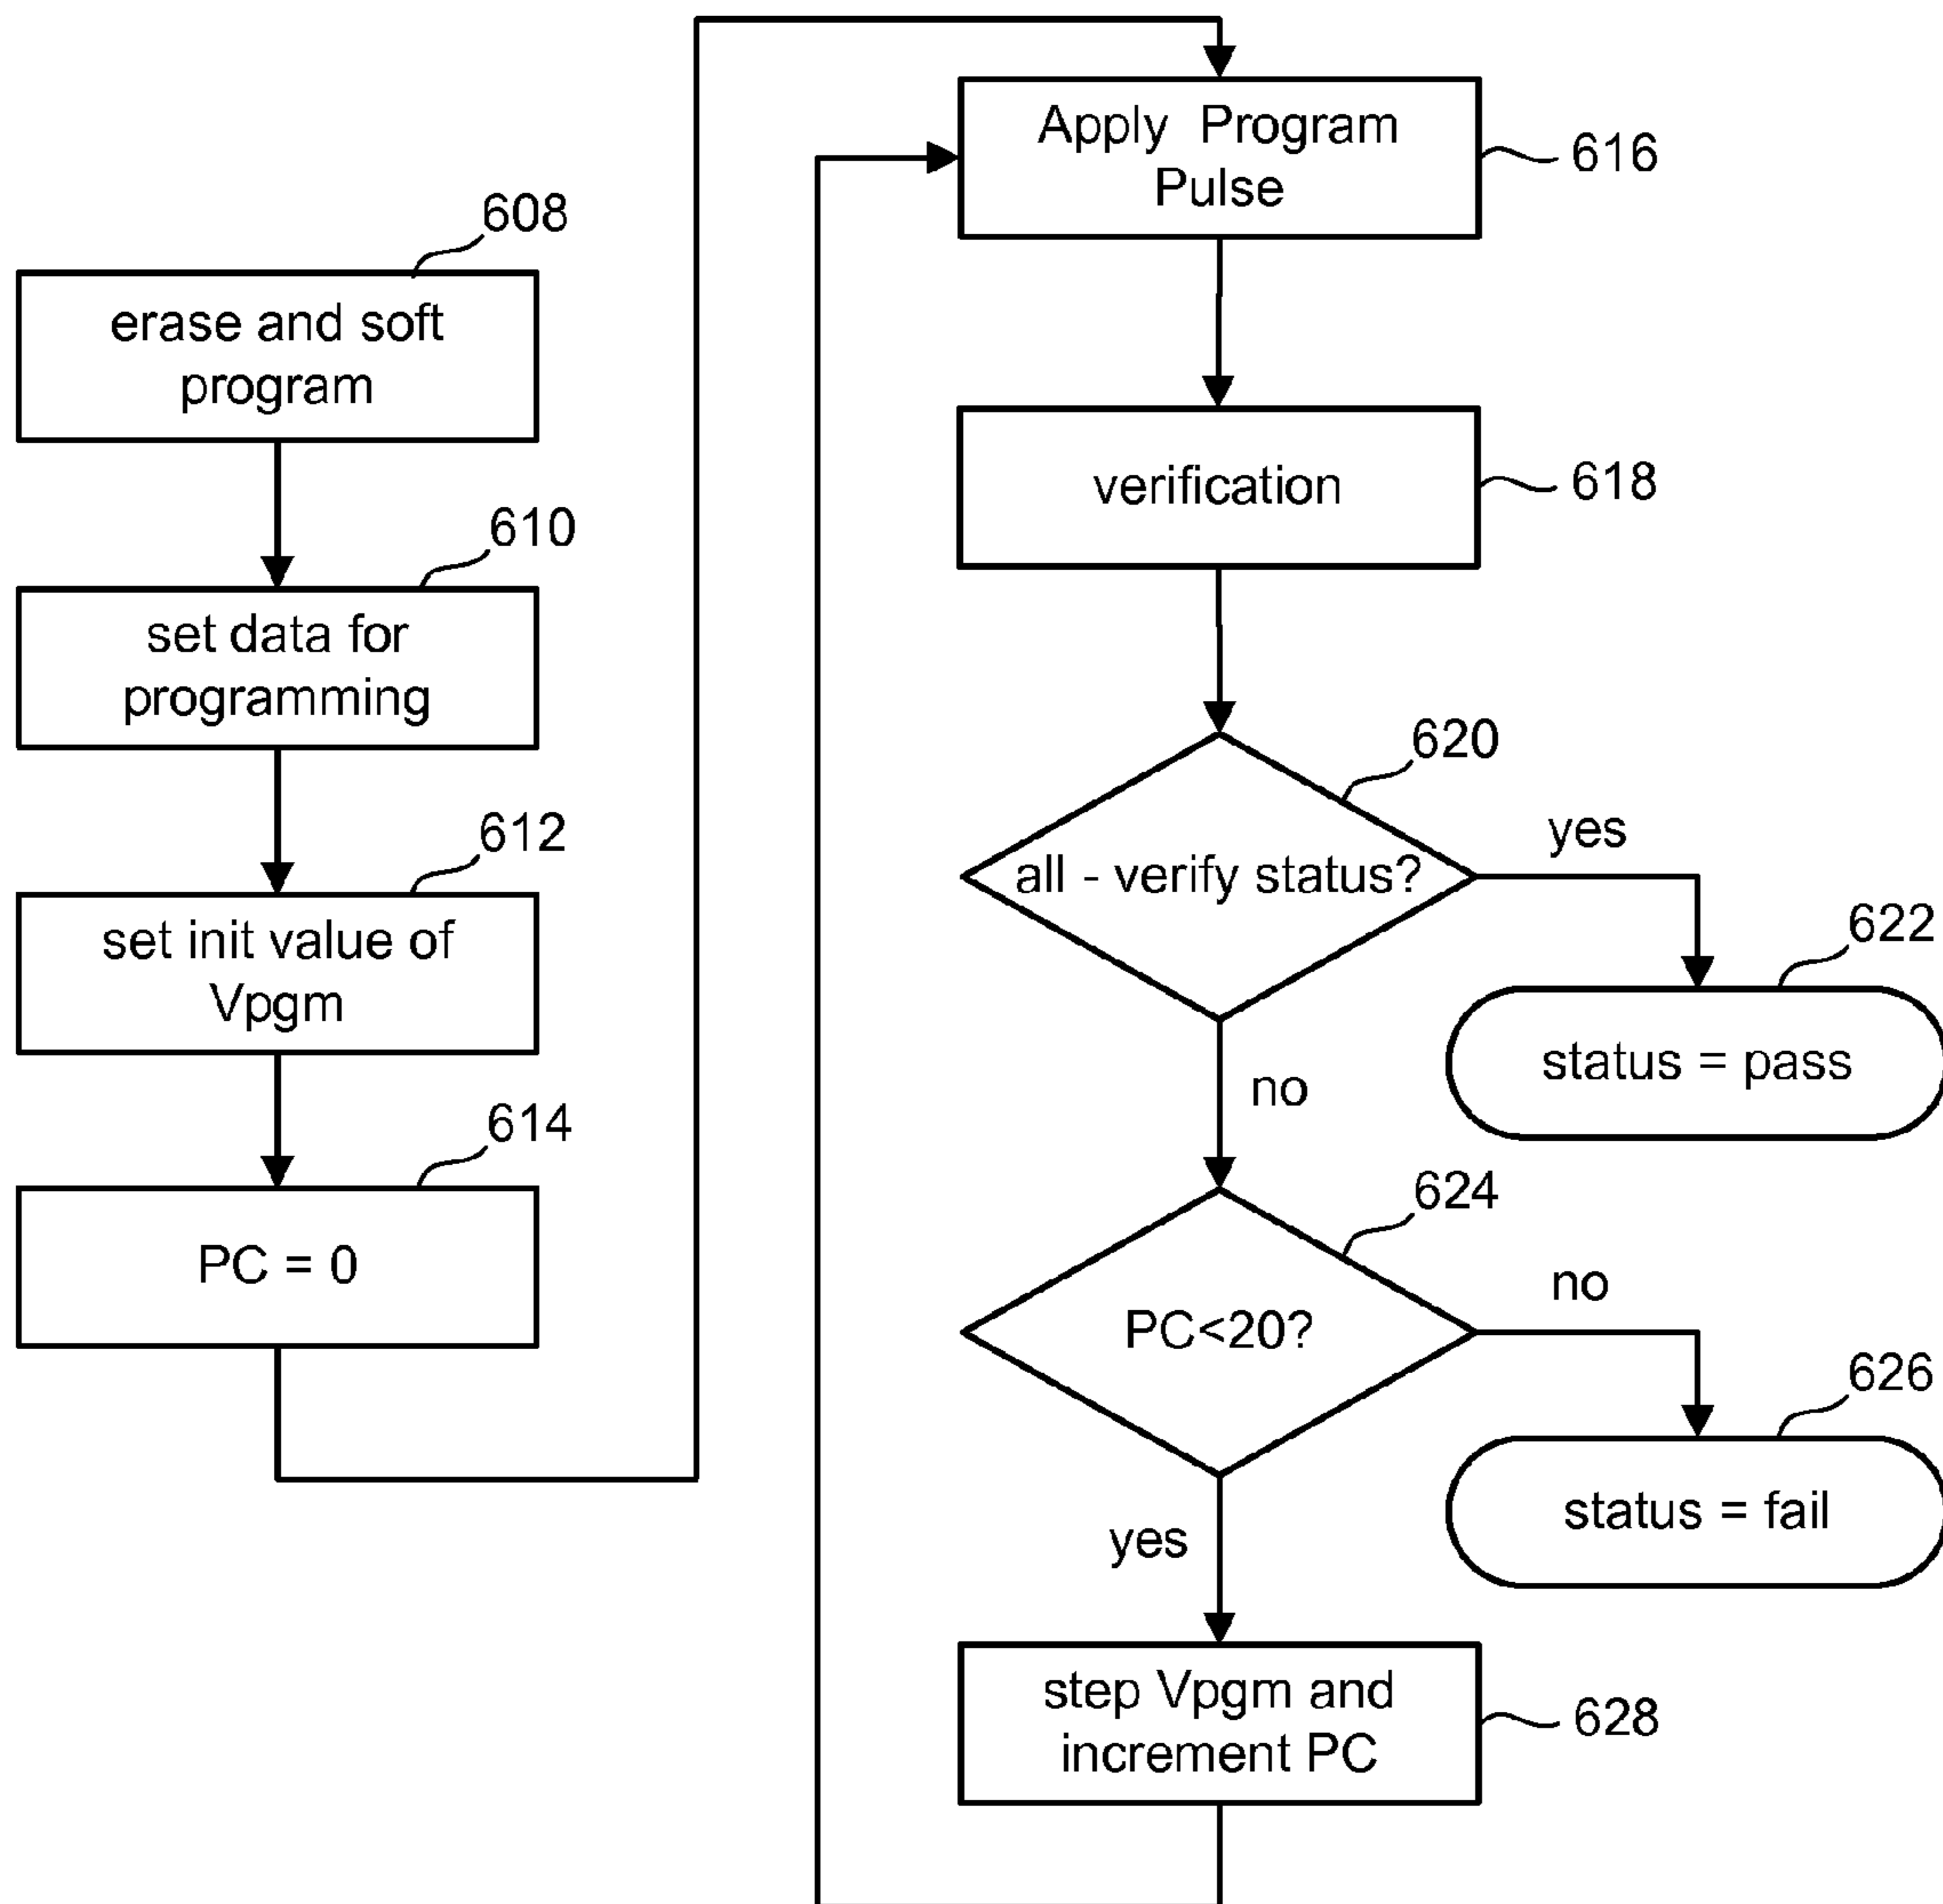 608
erase and soft
program
610
set data for
programming
612
set init value of
Vpgm
614
PC = 0
Apply Program
Pulse
616
verification
618
620
all - verify status?
yes
622
status = pass
no
624
PC<20?
no
626
status = fail
yes
step Vpgm and
increment PC
628